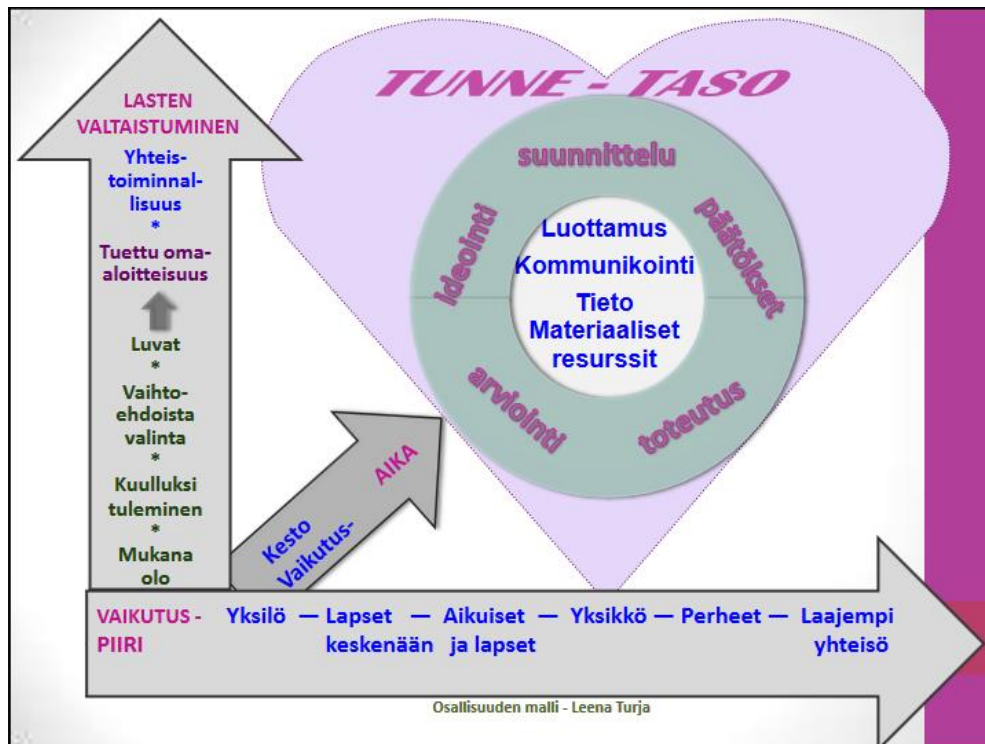 TUNNE - TASO
LASTEN
VALTAISTUMINEN
Yhteis-
toiminnal-
lisuus
*
Tuettu oma-
aloitteisuus
Luvat
*
Vaihto-
ehdoista
valinta
*
Kuulluksi
tuleminen
*
Mukana
olo
suunnittelu
ideointi
päätökset
arviointi
toteutus
Luottamus
Kommunikointi
Tieto
Materiaaliset
resurssit
AIKA
Kesto
Vaikutus-
VAIKUTUS -
PIIRI
Yksilö — Lapset — Aikuiset — Yksikkö — Perheet — Laajempi
keskenään ja lapset yhteisö
Osallisuuden malli - Leena Turja